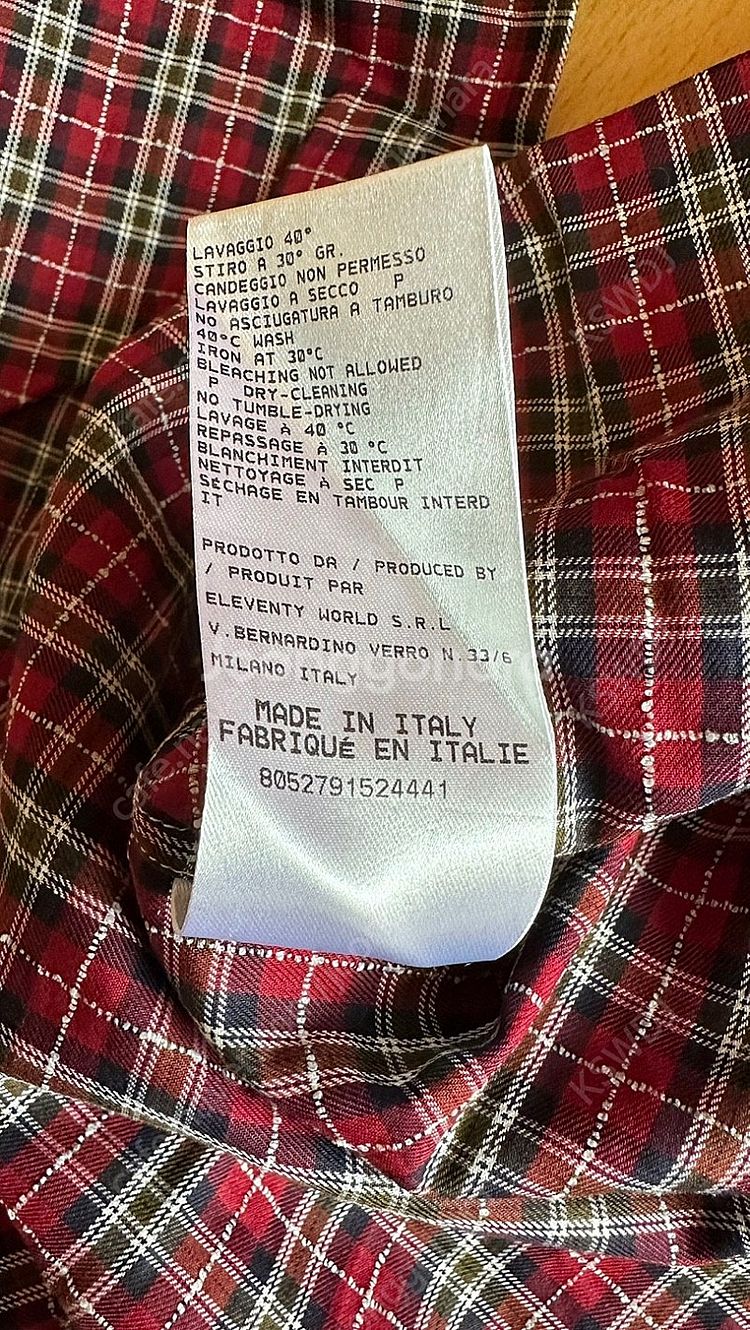 LAVAGGIO 40°
STIRO A 30° GR.
CANDEGGIO NON PERMESSO
LAVAGGIO A SECCO P
NO ASCIUGATURA A TAMBURO
40°C WASH
IRON AT 30°C
BLEACHING NOT ALLOWED
P DRY-CLEANING
NO TUMBLE-DRYING
LAVAGE À 40 °C
REPASSAGE À 30 °C
BLANCHIMENT INTERDIT
NETTOYAGE À SEC P
SÉCHAGE EN TAMBOUR INTERD
IT
PRODOTTO DA / PRODUCED BY
/ PRODUIT PAR
ELEVENTY WORLD S.R.L
V.BERNARDINO VERRO N.33/6
MILANO ITALY
MADE IN ITALY
FABRIQUé EN ITALIE
8052791524441
KSWDJ
KSWDJ